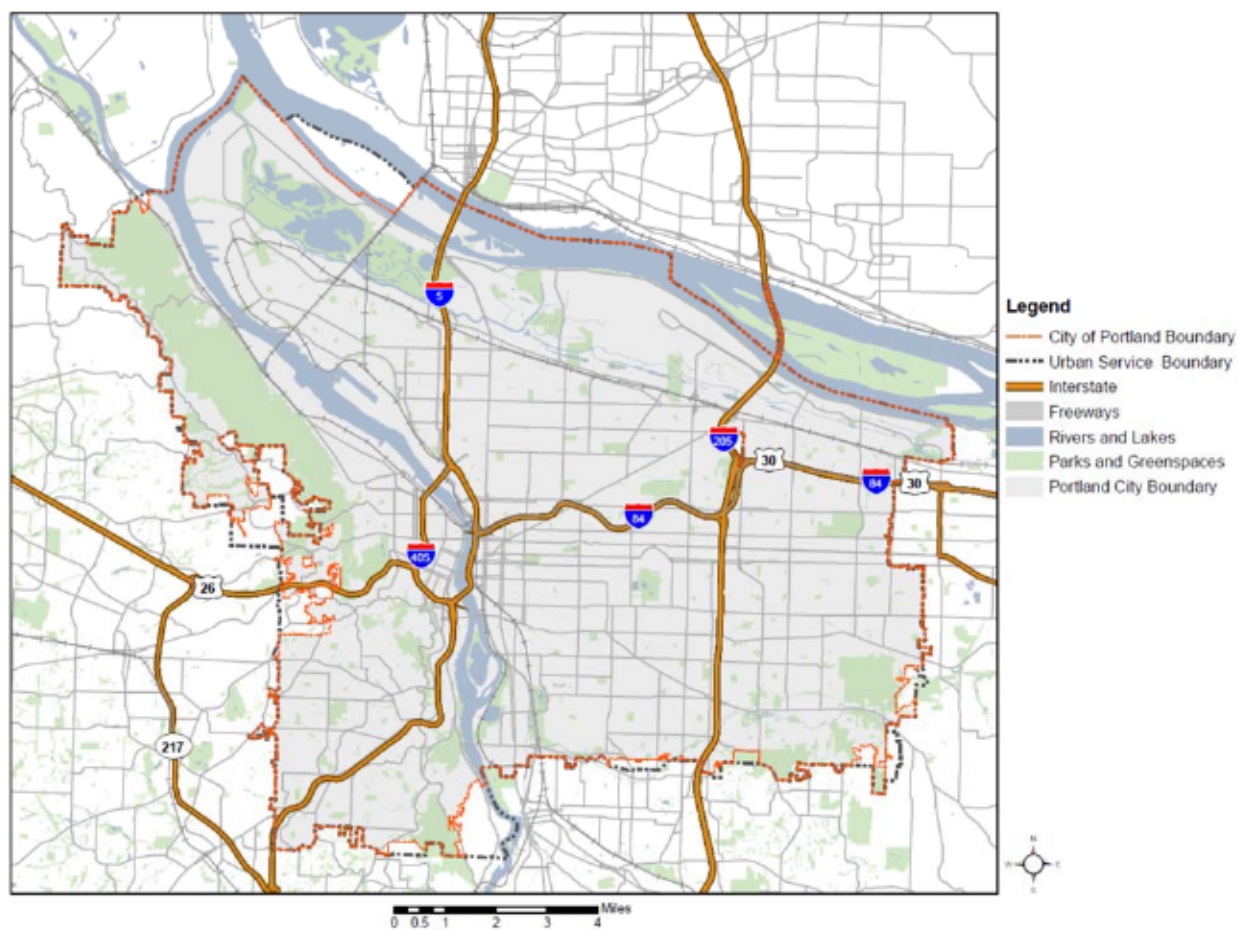 5
205
30
84
30
84
405
26
217
Legend
City of Portland Boundary
Urban Service Boundary
Interstate
Freeways
Rivers and Lakes
Parks and Greenspaces
Portland City Boundary
N
W E
S
0 0.5 1 2 3 4 Miles